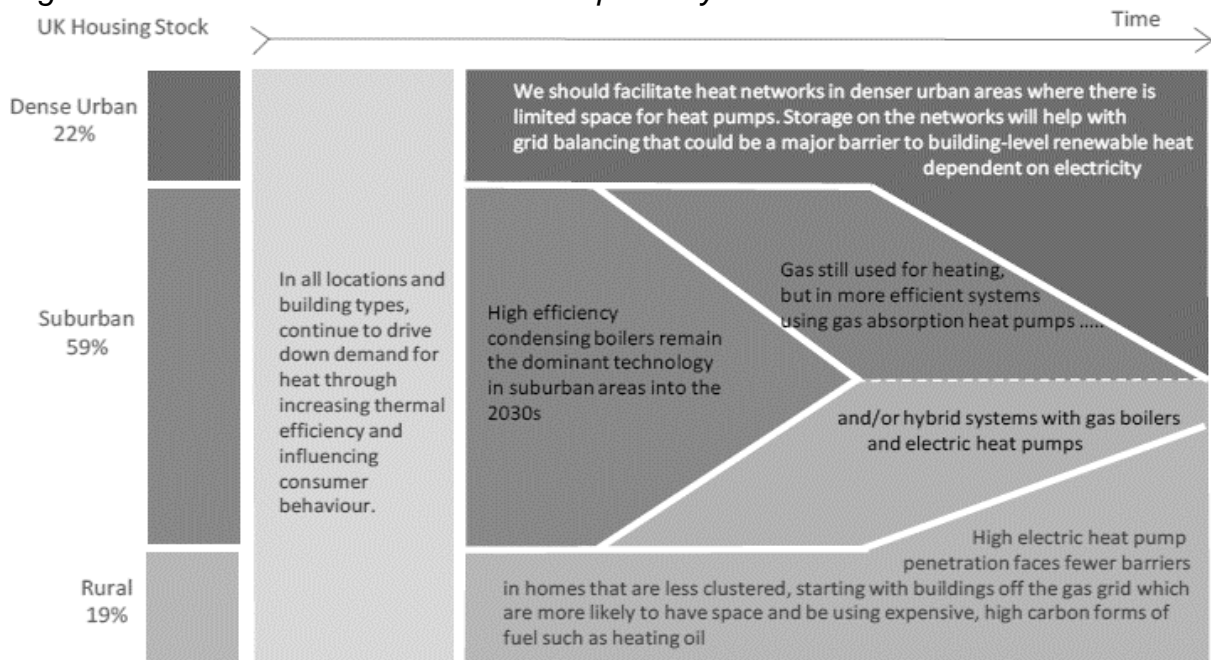 UK Housing Stock
Time
Dense Urban
22%
We should facilitate heat networks in denser urban areas where there is
limited space for heat pumps. Storage on the networks will help with
grid balancing that could be a major barrier to building-level renewable heat
dependent on electricity
Suburban
59%
In all locations and
building types,
continue to drive
down demand for
heat through
increasing thermal
efficiency and
influencing
consumer
behaviour.
High efficiency
condensing boilers remain
the dominant technology
in suburban areas into the
2030s
Gas still used for heating,
but in more efficient systems
using gas absorption heat pumps .....
and/or hybrid systems with gas boilers
and electric heat pumps
Rural
19%
High electric heat pump
penetration faces fewer barriers
in homes that are less clustered, starting with buildings off the gas grid which
are more likely to have space and be using expensive, high carbon forms of
fuel such as heating oil